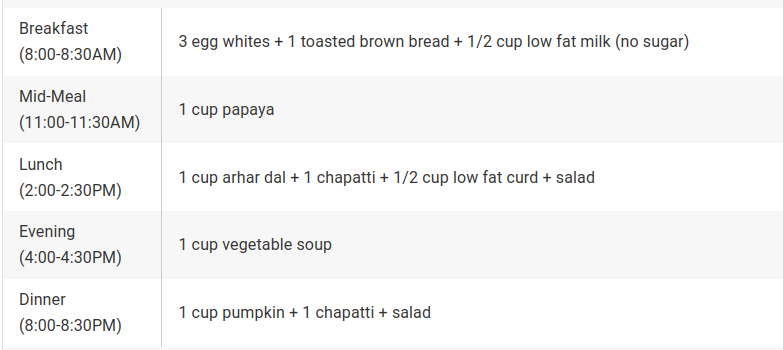 Breakfast
(8:00-8:30AM)
3 egg whites + 1 toasted brown bread + 1/2 cup low fat milk (no sugar)
Mid-Meal
(11:00-11:30AM)
1 cup papaya
Lunch
(2:00-2:30PM)
1 cup arhar dal + 1 chapatti + 1/2 cup low fat curd + salad
Evening
(4:00-4:30PM)
1 cup vegetable soup
Dinner
(8:00-8:30PM)
1 cup pumpkin + 1 chapatti + salad